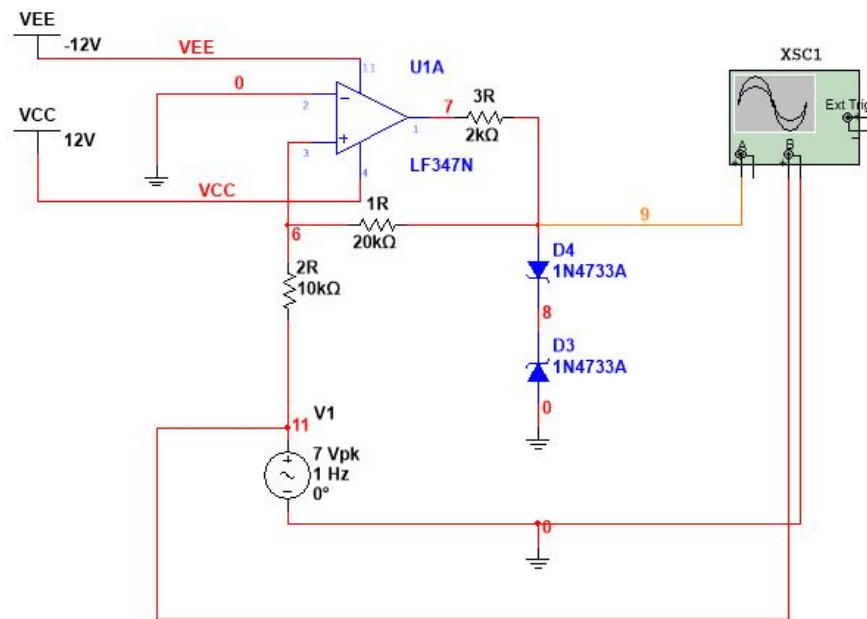 VEE
-12V
VEE
11
U1A
XSC1
0
2
3R
7
1
2kΩ
Ext Trig
VCC
12V
3
4
LF347N
A
B
VCC
1R
20kΩ
6
9
D4
1N4733A
2R
10kΩ
8
D3
1N4733A
0
V1
11
7 Vpk
1 Hz
0°
0